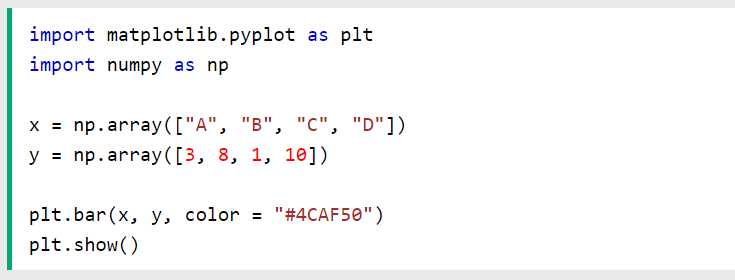 import matplotlib.pyplot as plt
import numpy as np
x = np.array(["A", "B", "C", "D"])
y = np.array([3, 8, 1, 10])
plt.bar(x, y, color = "#4CAF50")
plt.show()